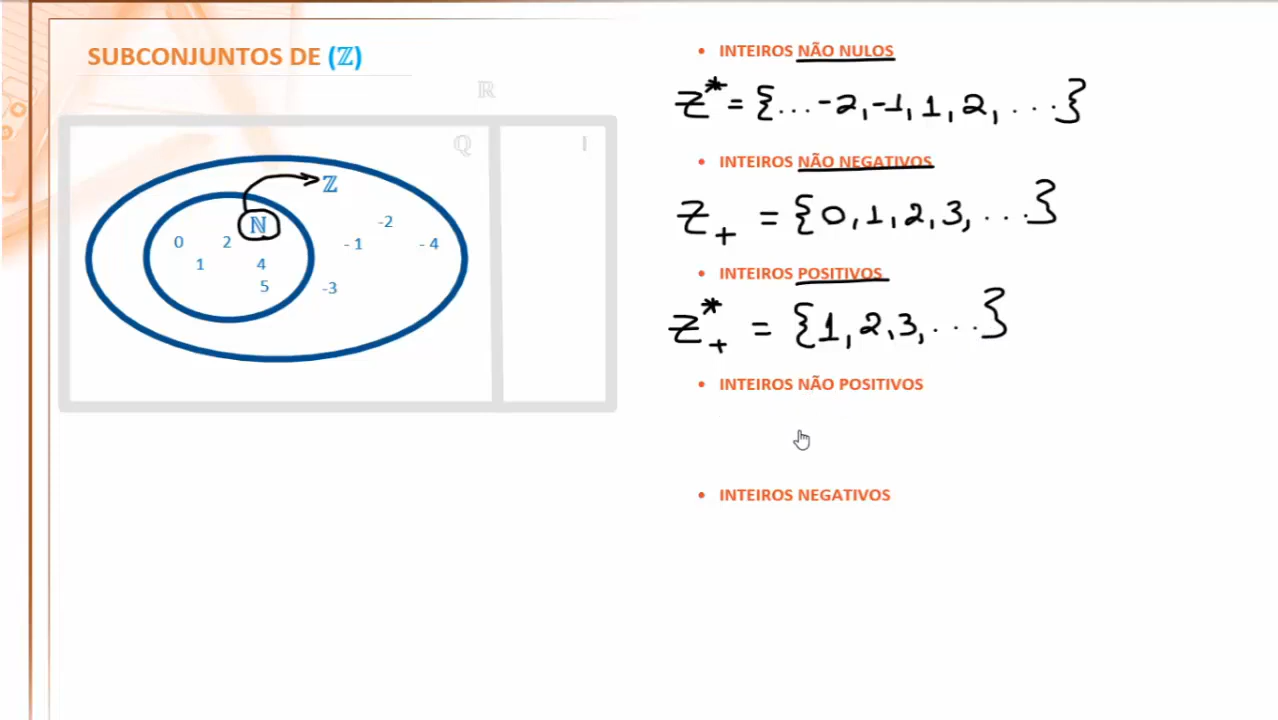 SUBCONJUNTOS DE (ℤ)
ℝ
ℚ
I
ℤ
ℕ
-2
0
2
- 1
- 4
1
4
5
-3
• INTEIROS NÃO NULOS
Z* = {...-2,-1,1,2,...}
• INTEIROS NÃO NEGATIVOS
Z₊ = {0,1,2,3,...}
• INTEIROS POSITIVOS
Z*₊ = {1,2,3,...}
• INTEIROS NÃO POSITIVOS
• INTEIROS NEGATIVOS